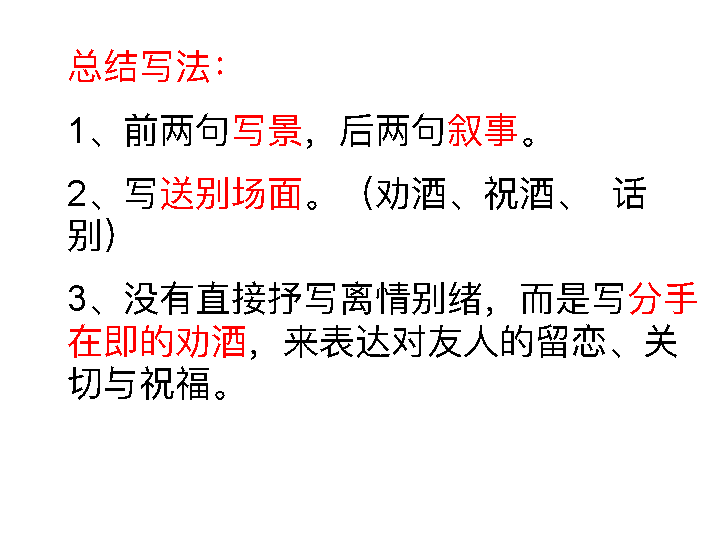 总结写法：
1、前两句写景，后两句叙事。
2、写送别场面。（劝酒、祝酒、 话
别）
3、没有直接抒写离情别绪，而是写分手
在即的劝酒，来表达对友人的留恋、关
切与祝福。